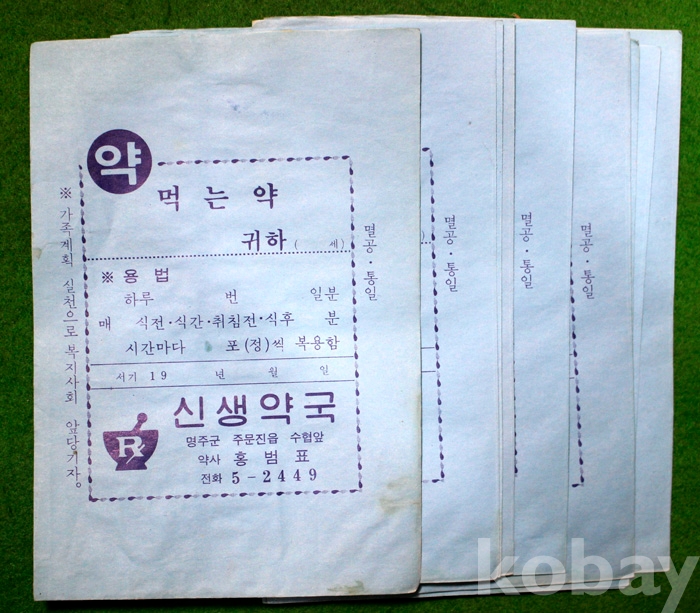 약
먹는약
귀하 ( 세)
※ 용법
하루 번 일분
매 식전·식간·취침전·식후 분
시간마다 포(정)씩 복용함
서기 19 년 월 일
Rx
신생약국
명주군 주문진읍 수협앞
약사 홍범표
전화 5-2449
※ 가족계획 실천으로 복지사회 앞당기자.
멸공·통일
)
멸공·통일
멸공·통일
멸공·통일
kobay